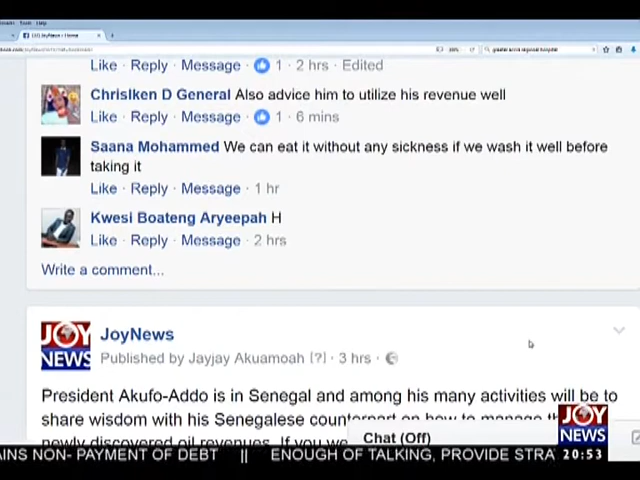 Tools Help
Like · Reply · Message · 1 · 2 hrs · Edited
ChrisIken D General Also advice him to utilize his revenue well
Like · Reply · Message · 1 · 6 mins
Saana Mohammed We can eat it without any sickness if we wash it well before
taking it
Like · Reply · Message · 1 hr
Kwesi Boateng Aryeepah H
Like · Reply · Message · 2 hrs
Write a comment...
JOY
NEWS
JoyNews
Published by Jayjay Akuamoah [?] · 3 hrs ·
President Akufo-Addo is in Senegal and among his many activities will be to
share wisdom with his Senegalese counterpart on how to manage
newly discovered oil revenues. If you
Chat (Off)
JOY
NEWS
AINS NON- PAYMENT OF DEBT || ENOUGH OF TALKING, PROVIDE STRA
20:53